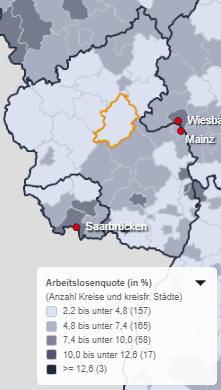 Wiesba
Mainz
Saarbrücken
Arbeitslosenquote (in %)
(Anzahl Kreise und kreisfr. Städte)
2,2 bis unter 4,8 (157)
4,8 bis unter 7,4 (165)
7,4 bis unter 10,0 (58)
10,0 bis unter 12,6 (17)
>= 12,6 (3)